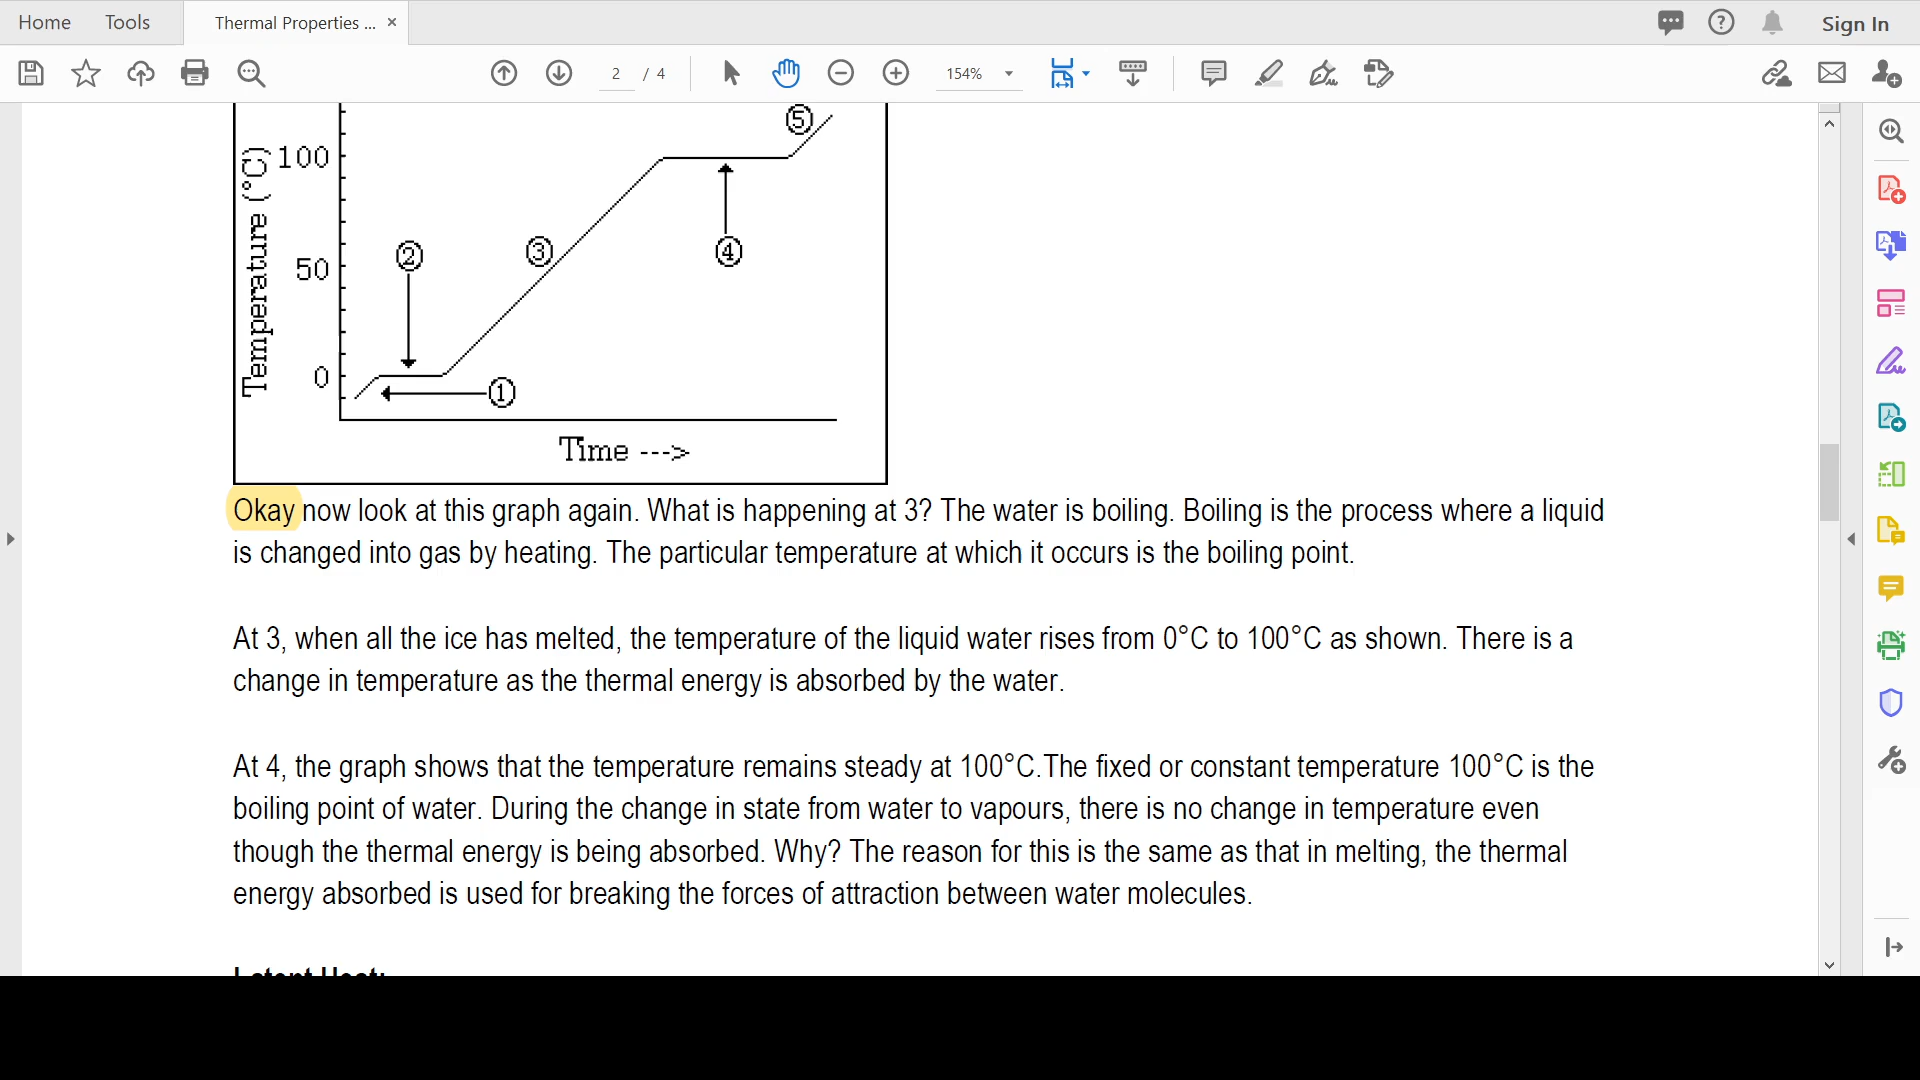 Home Tools Thermal Properties ... × Sign In
2 / 4 154%
Temperature (°C)
100
50
0
⑤
②
③
④
①
Time --->
Okay now look at this graph again. What is happening at 3? The water is boiling. Boiling is the process where a liquid
is changed into gas by heating. The particular temperature at which it occurs is the boiling point.
At 3, when all the ice has melted, the temperature of the liquid water rises from 0°C to 100°C as shown. There is a
change in temperature as the thermal energy is absorbed by the water.
At 4, the graph shows that the temperature remains steady at 100°C.The fixed or constant temperature 100°C is the
boiling point of water. During the change in state from water to vapours, there is no change in temperature even
though the thermal energy is being absorbed. Why? The reason for this is the same as that in melting, the thermal
energy absorbed is used for breaking the forces of attraction between water molecules.
Latent Heat: